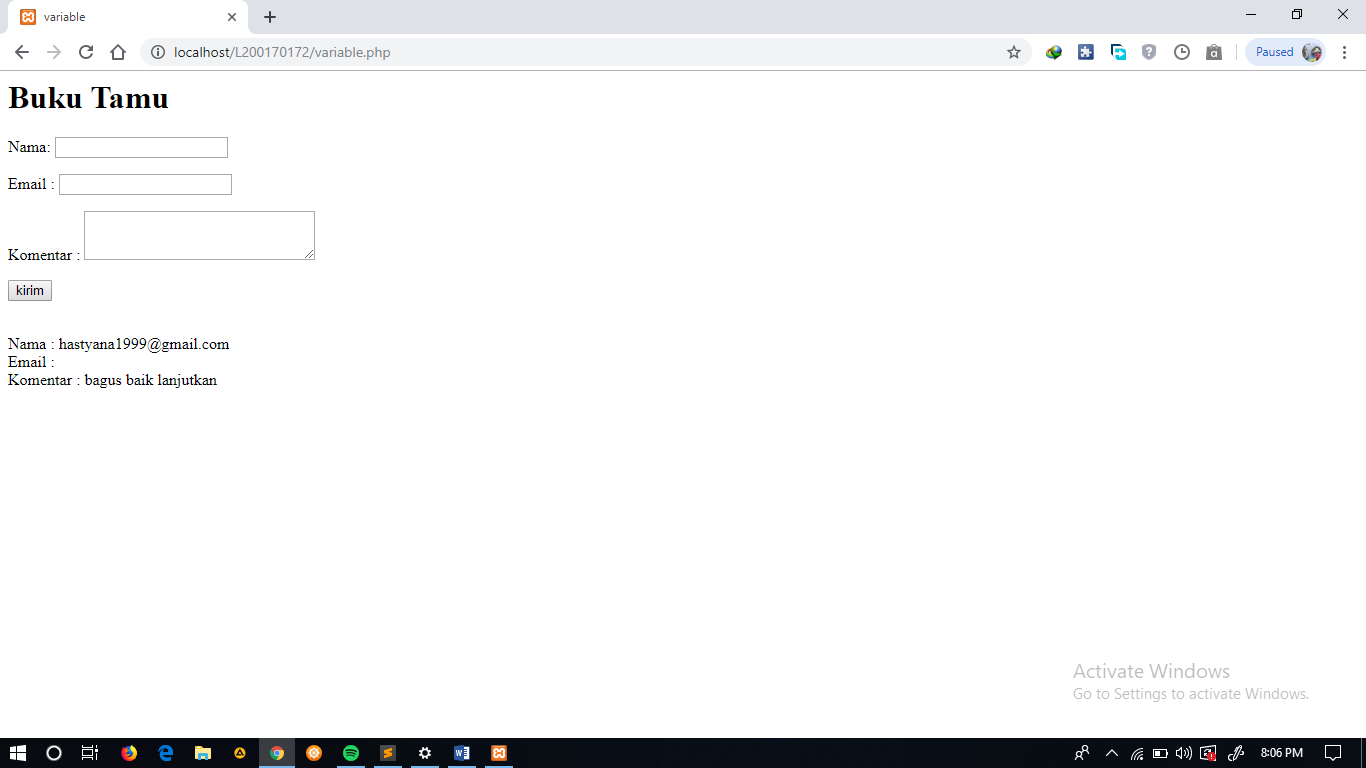 variable
localhost/L200170172/variable.php
Paused
Buku Tamu
Nama:
Email :
Komentar :
kirim
Nama : hastyana1999@gmail.com
Email :
Komentar : bagus baik lanjutkan
Activate Windows
Go to Settings to activate Windows.
8:06 PM